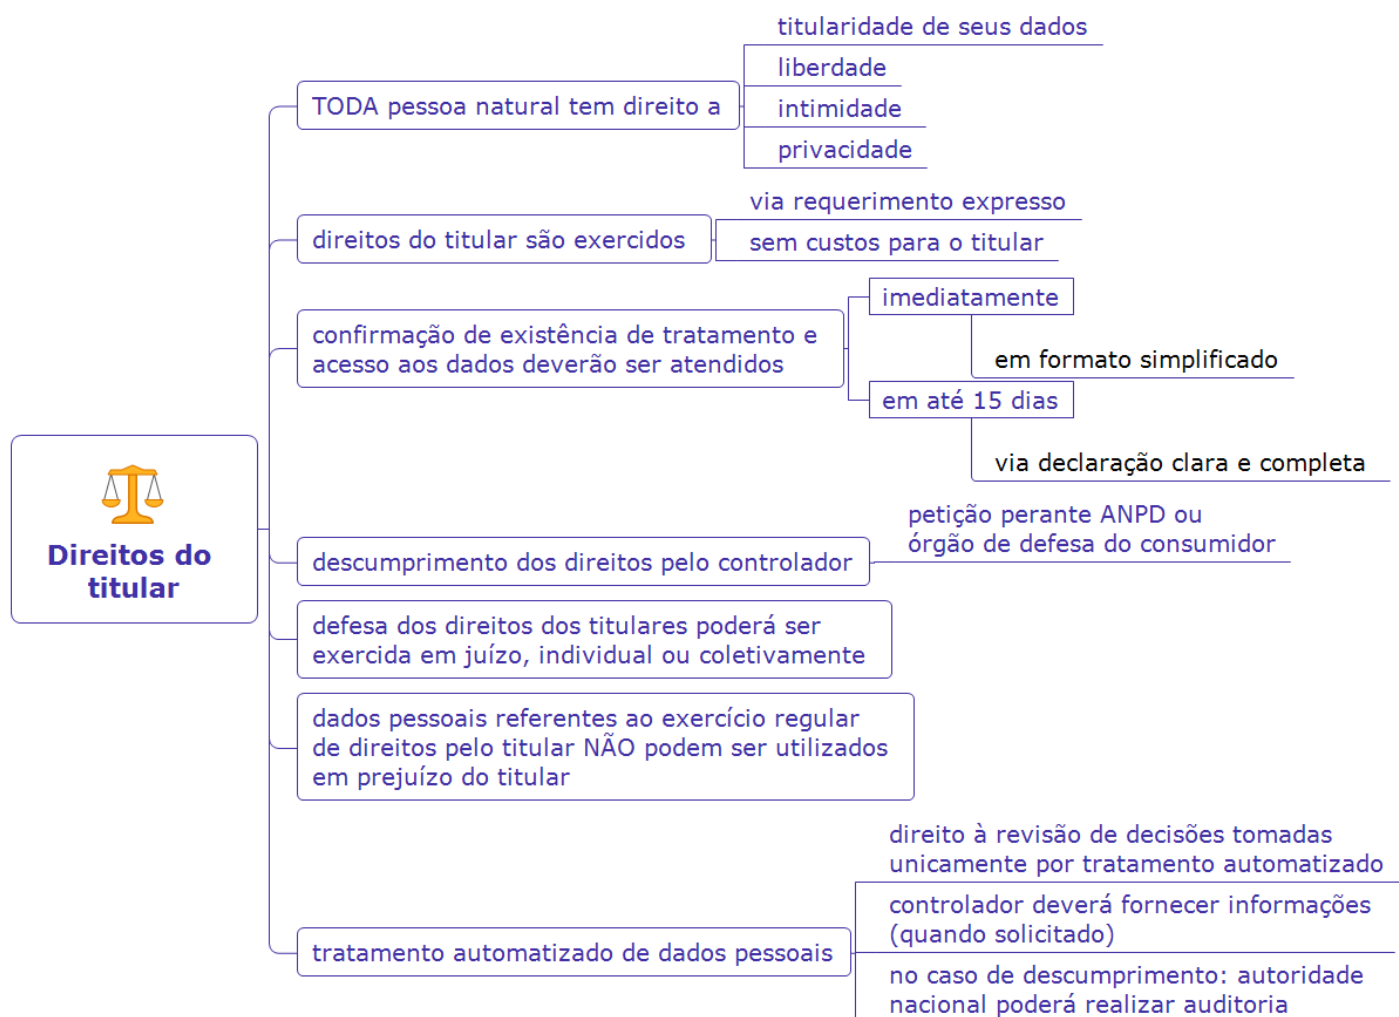 Direitos do
titular
TODA pessoa natural tem direito a
titularidade de seus dados
liberdade
intimidade
privacidade
direitos do titular são exercidos
via requerimento expresso
sem custos para o titular
confirmação de existência de tratamento e
acesso aos dados deverão ser atendidos
imediatamente
em formato simplificado
em até 15 dias
via declaração clara e completa
descumprimento dos direitos pelo controlador
petição perante ANPD ou
órgão de defesa do consumidor
defesa dos direitos dos titulares poderá ser
exercida em juízo, individual ou coletivamente
dados pessoais referentes ao exercício regular
de direitos pelo titular NÃO podem ser utilizados
em prejuízo do titular
tratamento automatizado de dados pessoais
direito à revisão de decisões tomadas
unicamente por tratamento automatizado
controlador deverá fornecer informações
(quando solicitado)
no caso de descumprimento: autoridade
nacional poderá realizar auditoria